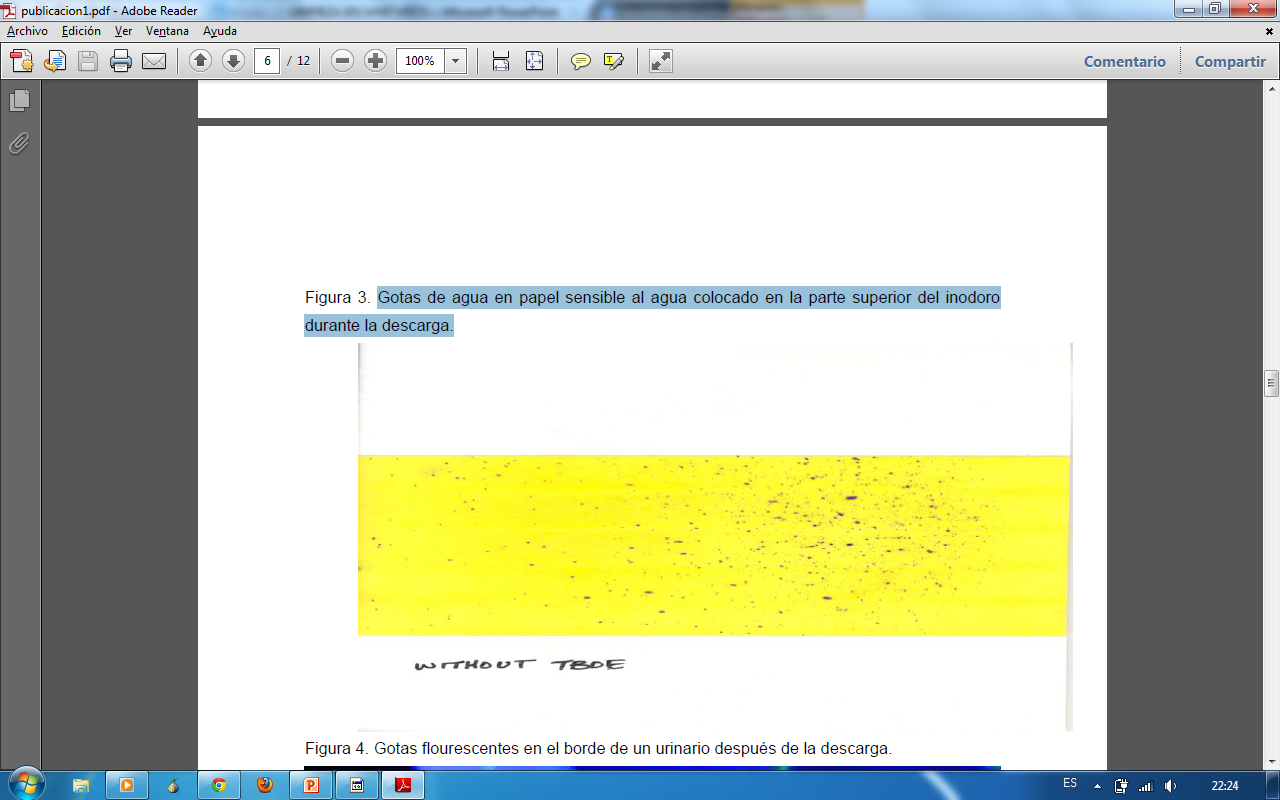 publicacion1.pdf - Adobe Reader
Archivo Edición Ver Ventana Ayuda
6 / 12 100% Comentario Compartir
Figura 3. Gotas de agua en papel sensible al agua colocado en la parte superior del inodoro
durante la descarga.
WITHOUT TBOE
Figura 4. Gotas flourescentes en el borde de un urinario después de la descarga.
ES 22:24